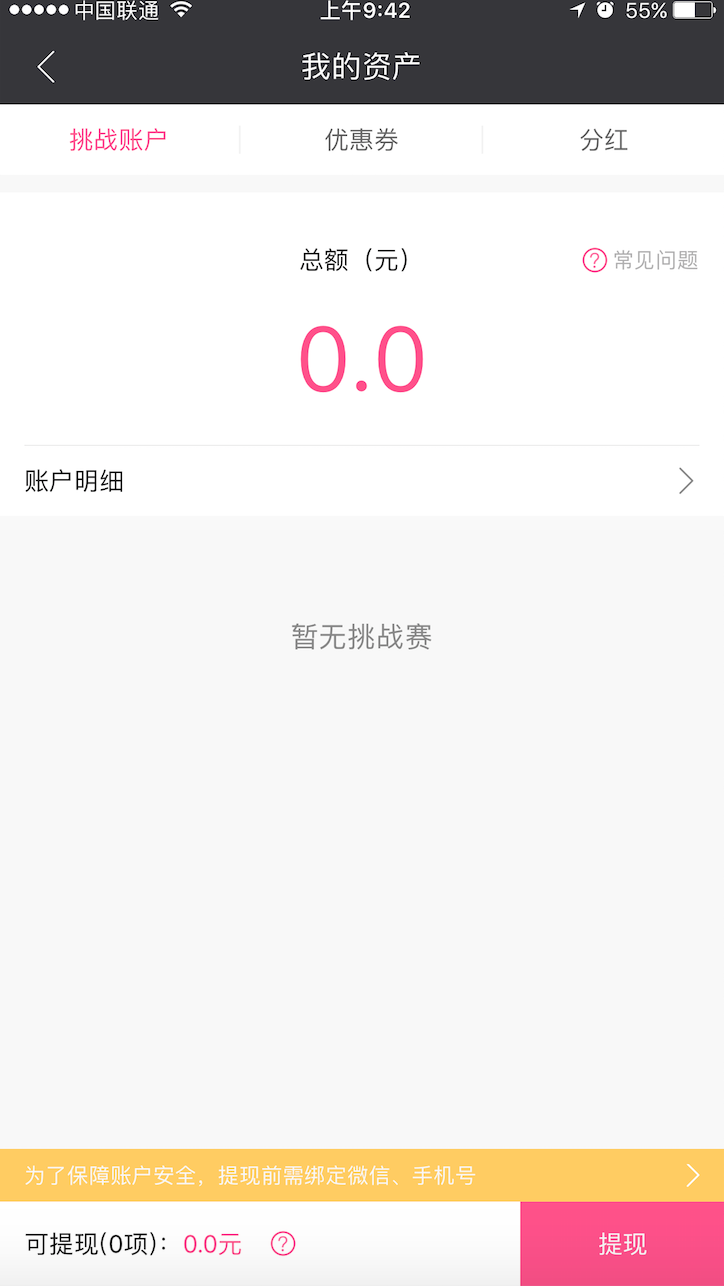 中国联通 上午9:42 55%
我的资产
挑战账户 优惠券 分红
总额（元） ? 常见问题
0.0
账户明细
暂无挑战赛
为了保障账户安全，提现前需绑定微信、手机号
可提现(0项)： 0.0元 ? 提现